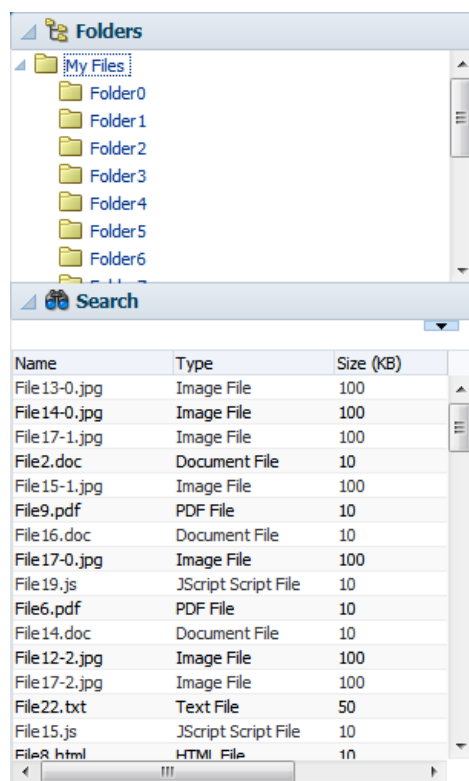 Folders
My Files
Folder0
Folder1
Folder2
Folder3
Folder4
Folder5
Folder6
Search
Name Type Size (KB)
File13-0.jpg Image File 100
File14-0.jpg Image File 100
File17-1.jpg Image File 100
File2.doc Document File 10
File15-1.jpg Image File 100
File9.pdf PDF File 10
File16.doc Document File 10
File17-0.jpg Image File 100
File19.js JScript Script File 10
File6.pdf PDF File 10
File14.doc Document File 10
File12-2.jpg Image File 100
File17-2.jpg Image File 100
File22.txt Text File 50
File15.js JScript Script File 10
File8.html HTML File 10